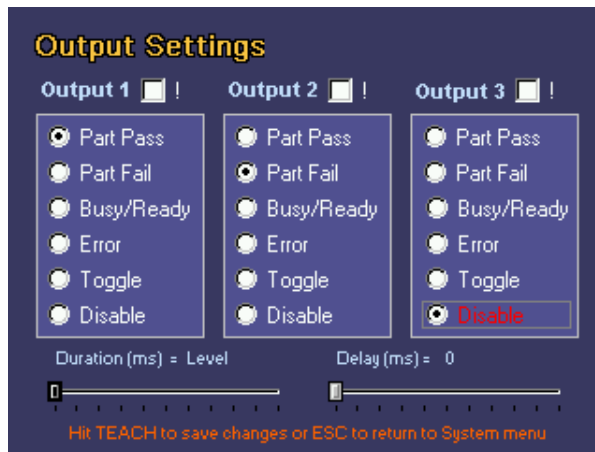 Output Settings
Output 1 !
Output 2 !
Output 3 !
Part Pass
Part Fail
Busy/Ready
Error
Toggle
Disable
Part Pass
Part Fail
Busy/Ready
Error
Toggle
Disable
Part Pass
Part Fail
Busy/Ready
Error
Toggle
Disable
Duration (ms) = Level
Delay (ms) = 0
Hit TEACH to save changes or ESC to return to System menu